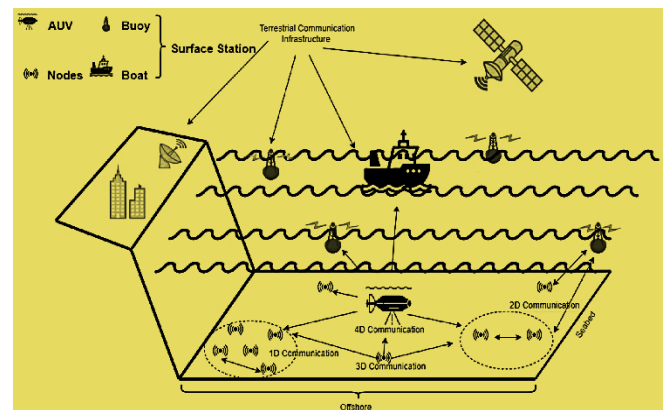 AUV
Buoy
Surface Station
Nodes
Boat
Terrestrial Communication
Infrastructure
2D Communication
4D Communication
1D Communication
3D Communication
Seabed
Offshore